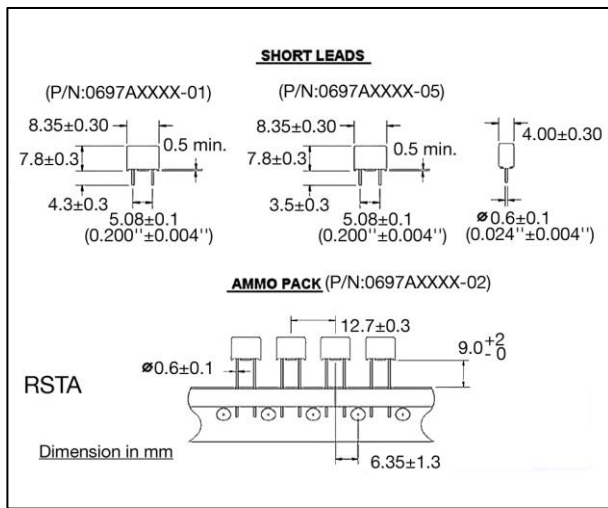 SHORT LEADS
(P/N:0697AXXXX-01)
(P/N:0697AXXXX-05)
8.35±0.30
7.8±0.3
0.5 min.
4.3±0.3
5.08±0.1
(0.200''±0.004'')
8.35±0.30
7.8±0.3
0.5 min.
3.5±0.3
5.08±0.1
(0.200''±0.004'')
4.00±0.30
ø0.6±0.1
(0.024''±0.004'')
AMMO PACK (P/N:0697AXXXX-02)
12.7±0.3
ø0.6±0.1
9.0 +2 -0
RSTA
6.35±1.3
Dimension in mm